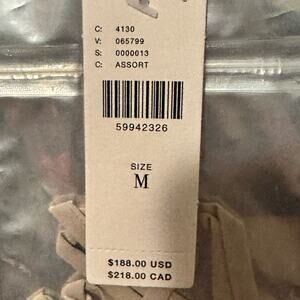 C: 4130
V: 065799
S: 0000013
C: ASSORT
59942326
SIZE
M
$188.00 USD
$218.00 CAD